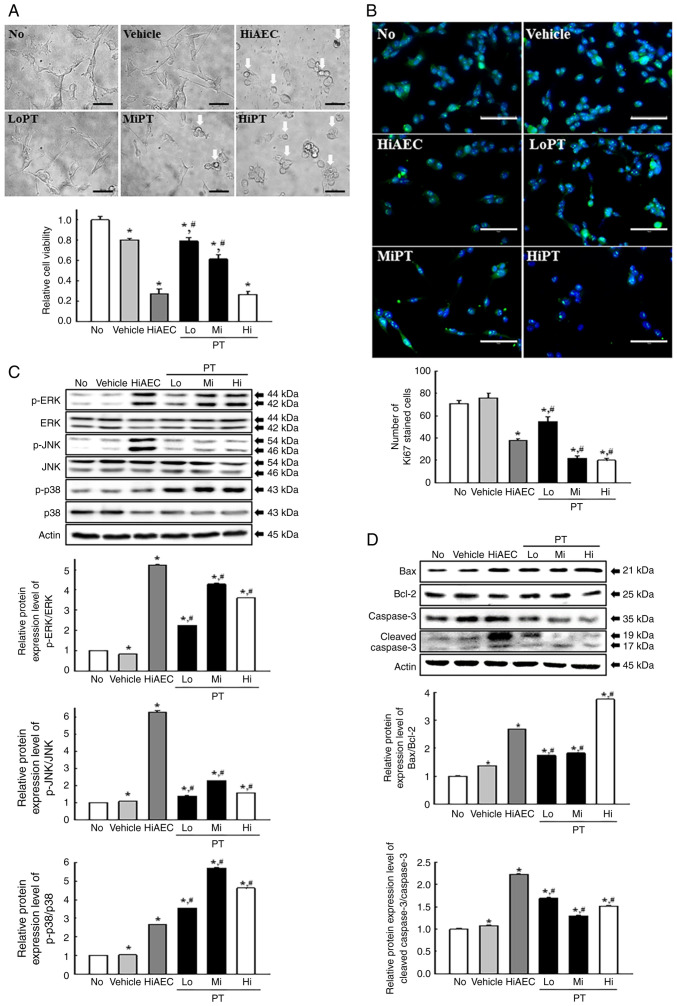 A
No
Vehicle
HiAEC
LoPT
MiPT
HiPT
Relative cell viability
1.0
0.8
0.6
0.4
0.2
0.0
*
*
*,#
*,#
*
No Vehicle HiAEC Lo Mi Hi
PT
B
No
Vehicle
HiAEC
LoPT
MiPT
HiPT
Number of
Ki67 stained cells
100
80
60
40
20
0
*
*,#
*,#
*,#
No Vehicle HiAEC Lo Mi Hi
PT
C
PT
No Vehicle HiAEC Lo Mi Hi
p-ERK 44 kDa
42 kDa
ERK 44 kDa
42 kDa
p-JNK 54 kDa
46 kDa
JNK 54 kDa
46 kDa
p-p38 43 kDa
p38 43 kDa
Actin 45 kDa
Relative protein
expression level of
p-ERK/ERK
5
4
3
2
1
0
*
*
*,#
*,#
*,#
No Vehicle HiAEC Lo Mi Hi
PT
Relative protein
expression level of
p-JNK/JNK
6
5
4
3
2
1
0
*
*
*,#
*,#
*,#
No Vehicle HiAEC Lo Mi Hi
PT
Relative protein
expression level of
p-p38/p38
6
5
4
3
2
1
0
*
*
*,#
*,#
*,#
No Vehicle HiAEC Lo Mi Hi
PT
D
PT
No Vehicle HiAEC Lo Mi Hi
Bax 21 kDa
Bcl-2 25 kDa
Caspase-3 35 kDa
Cleaved
caspase-3
19 kDa
17 kDa
Actin 45 kDa
Relative protein
expression level of
Bax/Bcl-2
4
3
2
1
0
*
*
*,#
*,#
*,#
No Vehicle HiAEC Lo Mi Hi
PT
Relative protein expression level of
cleaved caspase-3/caspase-3
2.5
2.0
1.5
1.0
0.5
0.0
*
*
*,#
*,#
*,#
No Vehicle HiAEC Lo Mi Hi
PT